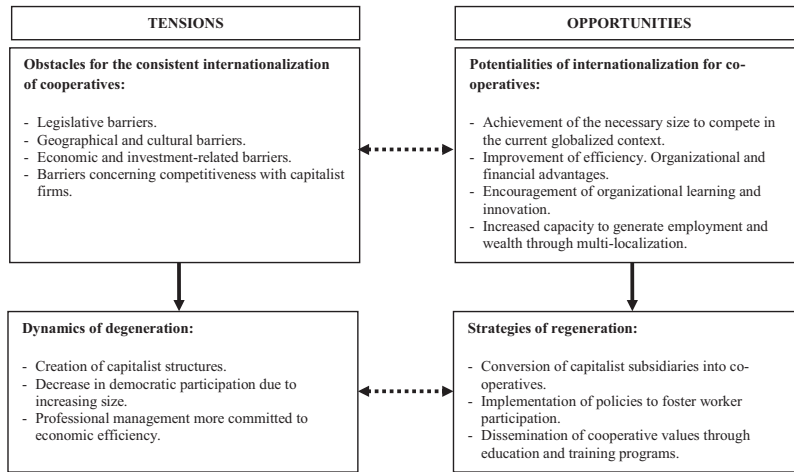 TENSIONS
Obstacles for the consistent internationalization
of cooperatives:
- Legislative barriers.
- Geographical and cultural barriers.
- Economic and investment-related barriers.
- Barriers concerning competitiveness with capitalist
firms.
OPPORTUNITIES
Potentialities of internationalization for co-
operatives:
- Achievement of the necessary size to compete in
the current globalized context.
- Improvement of efficiency. Organizational and
financial advantages.
- Encouragement of organizational learning and
innovation.
- Increased capacity to generate employment and
wealth through multi-localization.
Dynamics of degeneration:
- Creation of capitalist structures.
- Decrease in democratic participation due to
increasing size.
- Professional management more committed to
economic efficiency.
Strategies of regeneration:
- Conversion of capitalist subsidiaries into co-
operatives.
- Implementation of policies to foster worker
participation.
- Dissemination of cooperative values through
education and training programs.